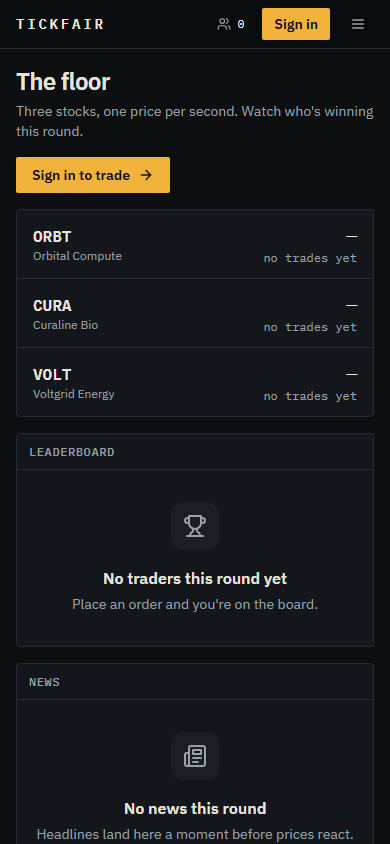 TICKFAIR
0
Sign in
The floor
Three stocks, one price per second. Watch who's winning
this round.
Sign in to trade →
ORBT —
Orbital Compute no trades yet
CURA —
Curaline Bio no trades yet
VOLT —
Voltgrid Energy no trades yet
LEADERBOARD
No traders this round yet
Place an order and you're on the board.
NEWS
No news this round
Headlines land here a moment before prices react.